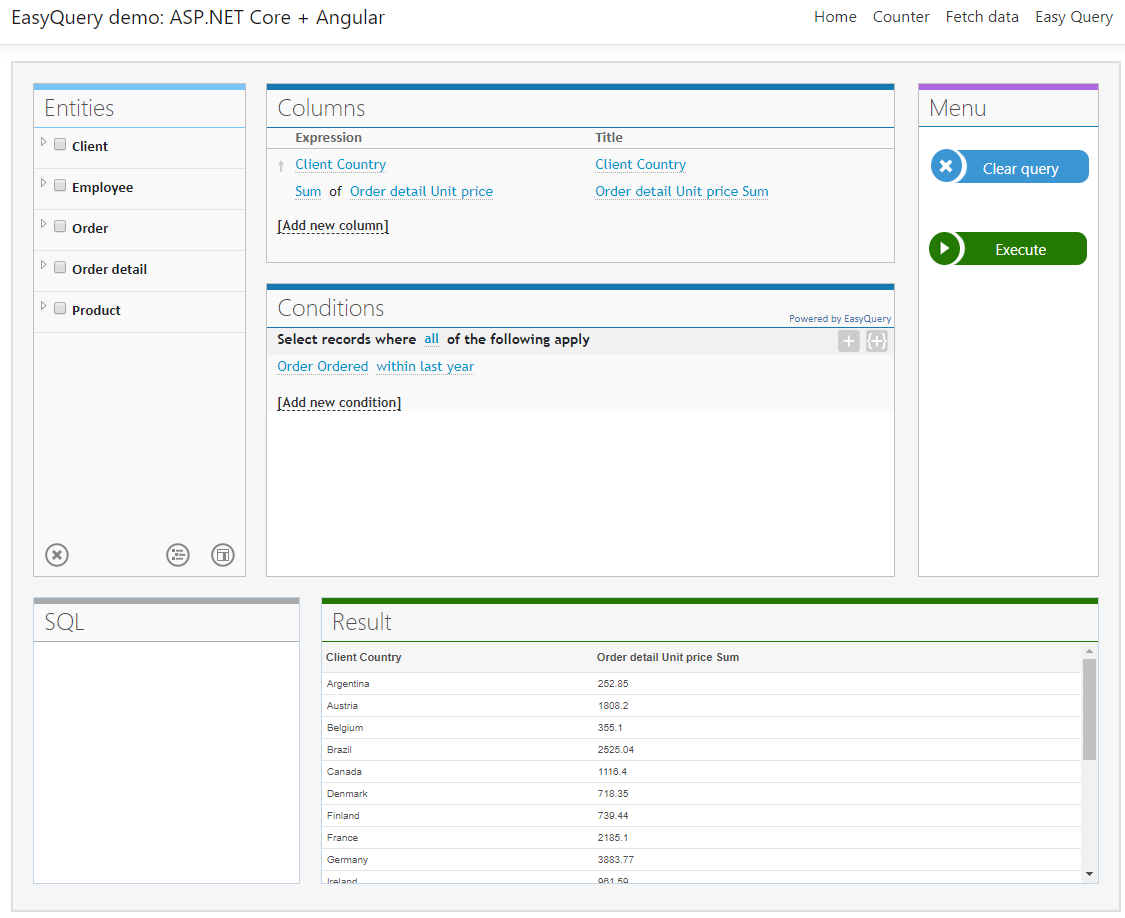 EasyQuery demo: ASP.NET Core + Angular
Home Counter Fetch data Easy Query
Entities
Client
Employee
Order
Order detail
Product
Columns
Expression Title
Client Country Client Country
Sum of Order detail Unit price Order detail Unit price Sum
[Add new column]
Conditions
Powered by EasyQuery
Select records where all of the following apply
Order Ordered within last year
[Add new condition]
Menu
Clear query
Execute
SQL
Result
Client Country Order detail Unit price Sum
Argentina 252.85
Austria 1808.2
Belgium 355.1
Brazil 2525.04
Canada 1116.4
Denmark 718.35
Finland 739.44
France 2185.1
Germany 3883.77
Ireland 961.59